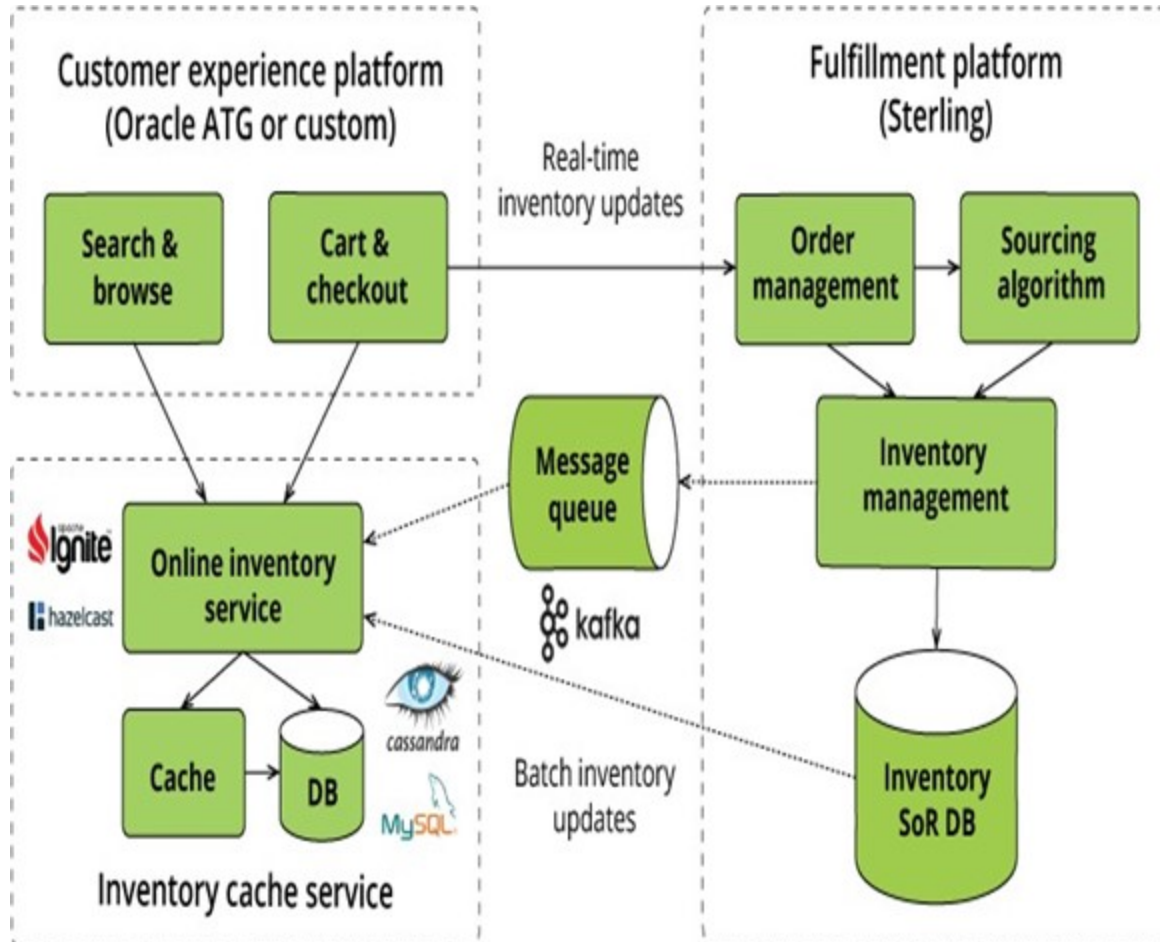 Customer experience platform
(Oracle ATG or custom)
Fulfillment platform
(Sterling)
Search &
browse
Cart &
checkout
Real-time
inventory updates
Order
management
Sourcing
algorithm
Message
queue
Inventory
management
kafka
apache
Ignite
hazelcast
Online inventory
service
cassandra
MySQL
Cache
DB
Batch inventory
updates
Inventory
SoR DB
Inventory cache service